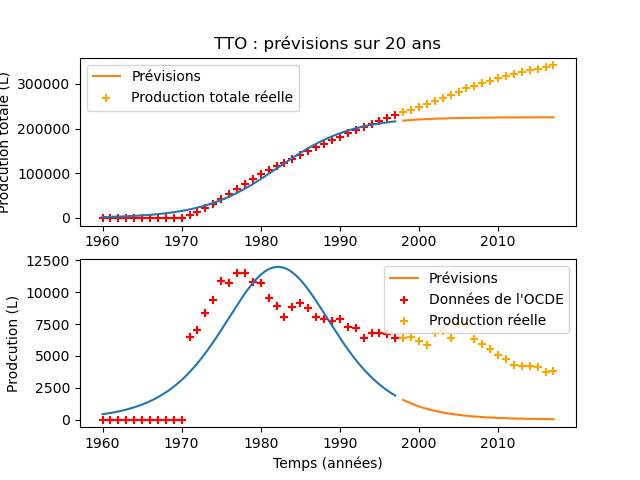 TTO : prévisions sur 20 ans
Prodcution totale (L)
300000
200000
100000
0
Prévisions
Production totale réelle
1960 1970 1980 1990 2000 2010
Prodcution (L)
12500
10000
7500
5000
2500
0
Prévisions
Données de l'OCDE
Production réelle
1960 1970 1980 1990 2000 2010
Temps (années)